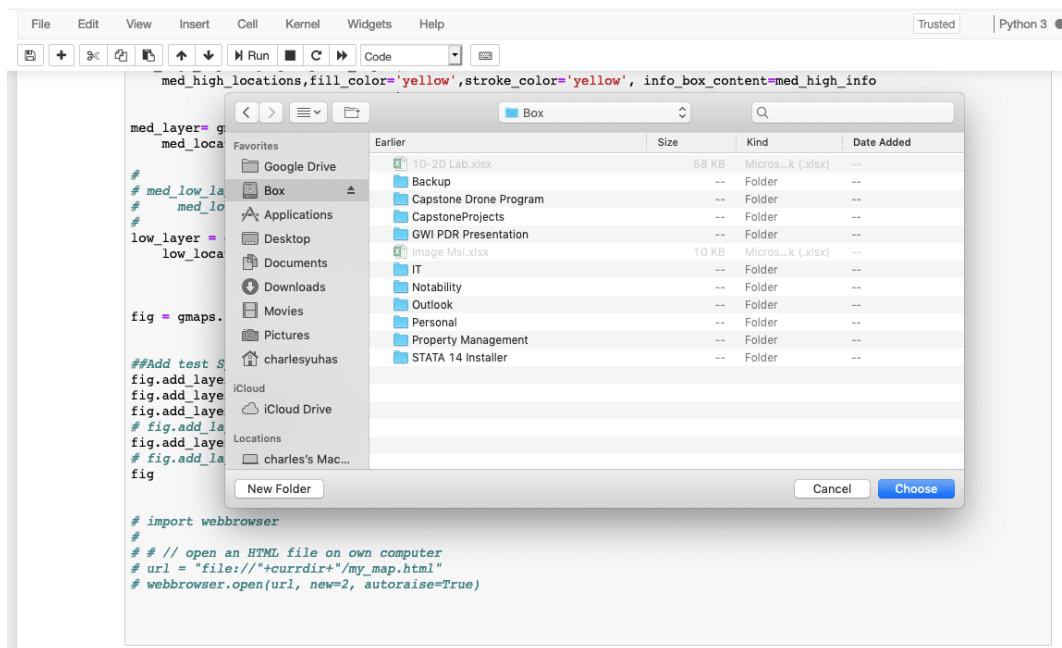 File Edit View Insert Cell Kernel Widgets Help Trusted Python 3
Run Code
med_high_locations,fill_color='yellow',stroke_color='yellow', info_box_content=med_high_info
Box
med_layer= g
med_loca
#
# med_low_la
# med_lo
#
low_layer =
low_loca
fig = gmaps.
##Add test S
fig.add_laye
fig.add_laye
fig.add_laye
# fig.add_la
fig.add_laye
# fig.add_la
fig
Favorites
Google Drive
Box
Applications
Desktop
Documents
Downloads
Movies
Pictures
charlesyuhas
iCloud
iCloud Drive
Locations
charles's Mac...
Earlier Size Kind Date Added
10-20 Lab.xlsx 58 KB Micros...k (.xlsx) --
Backup -- Folder --
Capstone Drone Program -- Folder --
CapstoneProjects -- Folder --
GWI PDR Presentation -- Folder --
Image Msi.xlsx 10 KB Micros...k (.xlsx) --
IT -- Folder --
Notability -- Folder --
Outlook -- Folder --
Personal -- Folder --
Property Management -- Folder --
STATA 14 Installer -- Folder --
New Folder Cancel Choose
# import webbrowser
#
# # // open an HTML file on own computer
# url = "file://"+currdir+"/my_map.html"
# webbrowser.open(url, new=2, autoraise=True)